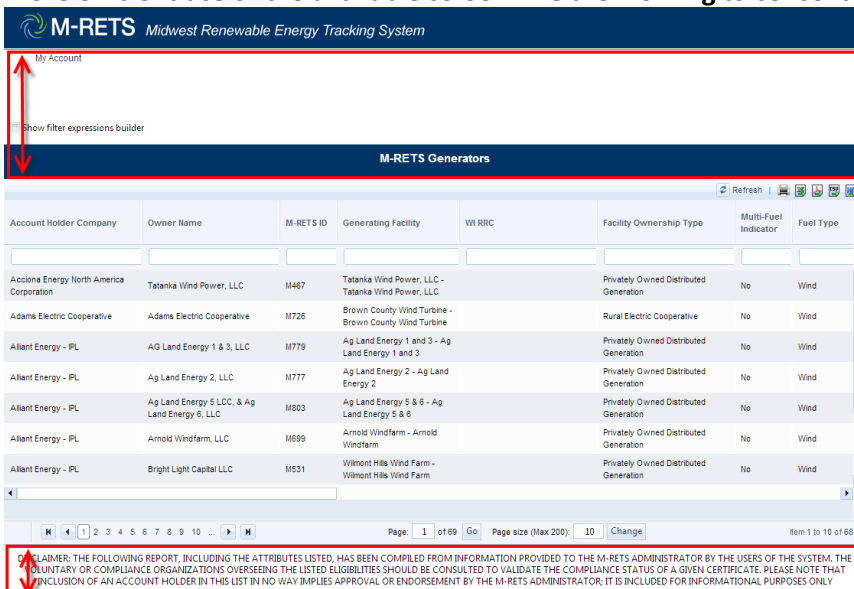 M-RETS Midwest Renewable Energy Tracking System
My Account
Show filter expressions builder
M-RETS Generators
Refresh |
Account Holder Company Owner Name M-RETS ID Generating Facility WI RRC Facility Ownership Type Multi-Fuel Indicator Fuel Type
Acciona Energy North America Corporation Tatanka Wind Power, LLC M467 Tatanka Wind Power, LLC - Tatanka Wind Power, LLC Privately Owned Distributed Generation No Wind
Adams Electric Cooperative Adams Electric Cooperative M726 Brown County Wind Turbine - Brown County Wind Turbine Rural Electric Cooperative No Wind
Alliant Energy - IPL AG Land Energy 1 & 3, LLC M779 Ag Land Energy 1 and 3 - Ag Land Energy 1 and 3 Privately Owned Distributed Generation No Wind
Alliant Energy - IPL Ag Land Energy 2, LLC M777 Ag Land Energy 2 - Ag Land Energy 2 Privately Owned Distributed Generation No Wind
Alliant Energy - IPL Ag Land Energy 5 LCC, & Ag Land Energy 6, LLC M803 Ag Land Energy 5 & 6 - Ag Land Energy 5 & 6 Privately Owned Distributed Generation No Wind
Alliant Energy - IPL Arnold Windfarm, LLC M699 Arnold Windfarm - Arnold Windfarm Privately Owned Distributed Generation No Wind
Alliant Energy - IPL Bright Light Capital LLC M531 Wilmont Hills Wind Farm - Wilmont Hills Wind Farm Privately Owned Distributed Generation No Wind
1 2 3 4 5 6 7 8 9 10 ... Page: 1 of 69 Go Page size (Max 200): 10 Change Item 1 to 10 of 68
DISCLAIMER: THE FOLLOWING REPORT, INCLUDING THE ATTRIBUTES LISTED, HAS BEEN COMPILED FROM INFORMATION PROVIDED TO THE M-RETS ADMINISTRATOR BY THE USERS OF THE SYSTEM. THE
VOLUNTARY OR COMPLIANCE ORGANIZATIONS OVERSEEING THE LISTED ELIGIBILITIES SHOULD BE CONSULTED TO VALIDATE THE COMPLIANCE STATUS OF A GIVEN CERTIFICATE. PLEASE NOTE THAT
INCLUSION OF AN ACCOUNT HOLDER IN THIS LIST IN NO WAY IMPLIES APPROVAL OR ENDORSEMENT BY THE M-RETS ADMINISTRATOR; IT IS INCLUDED FOR INFORMATIONAL PURPOSES ONLY